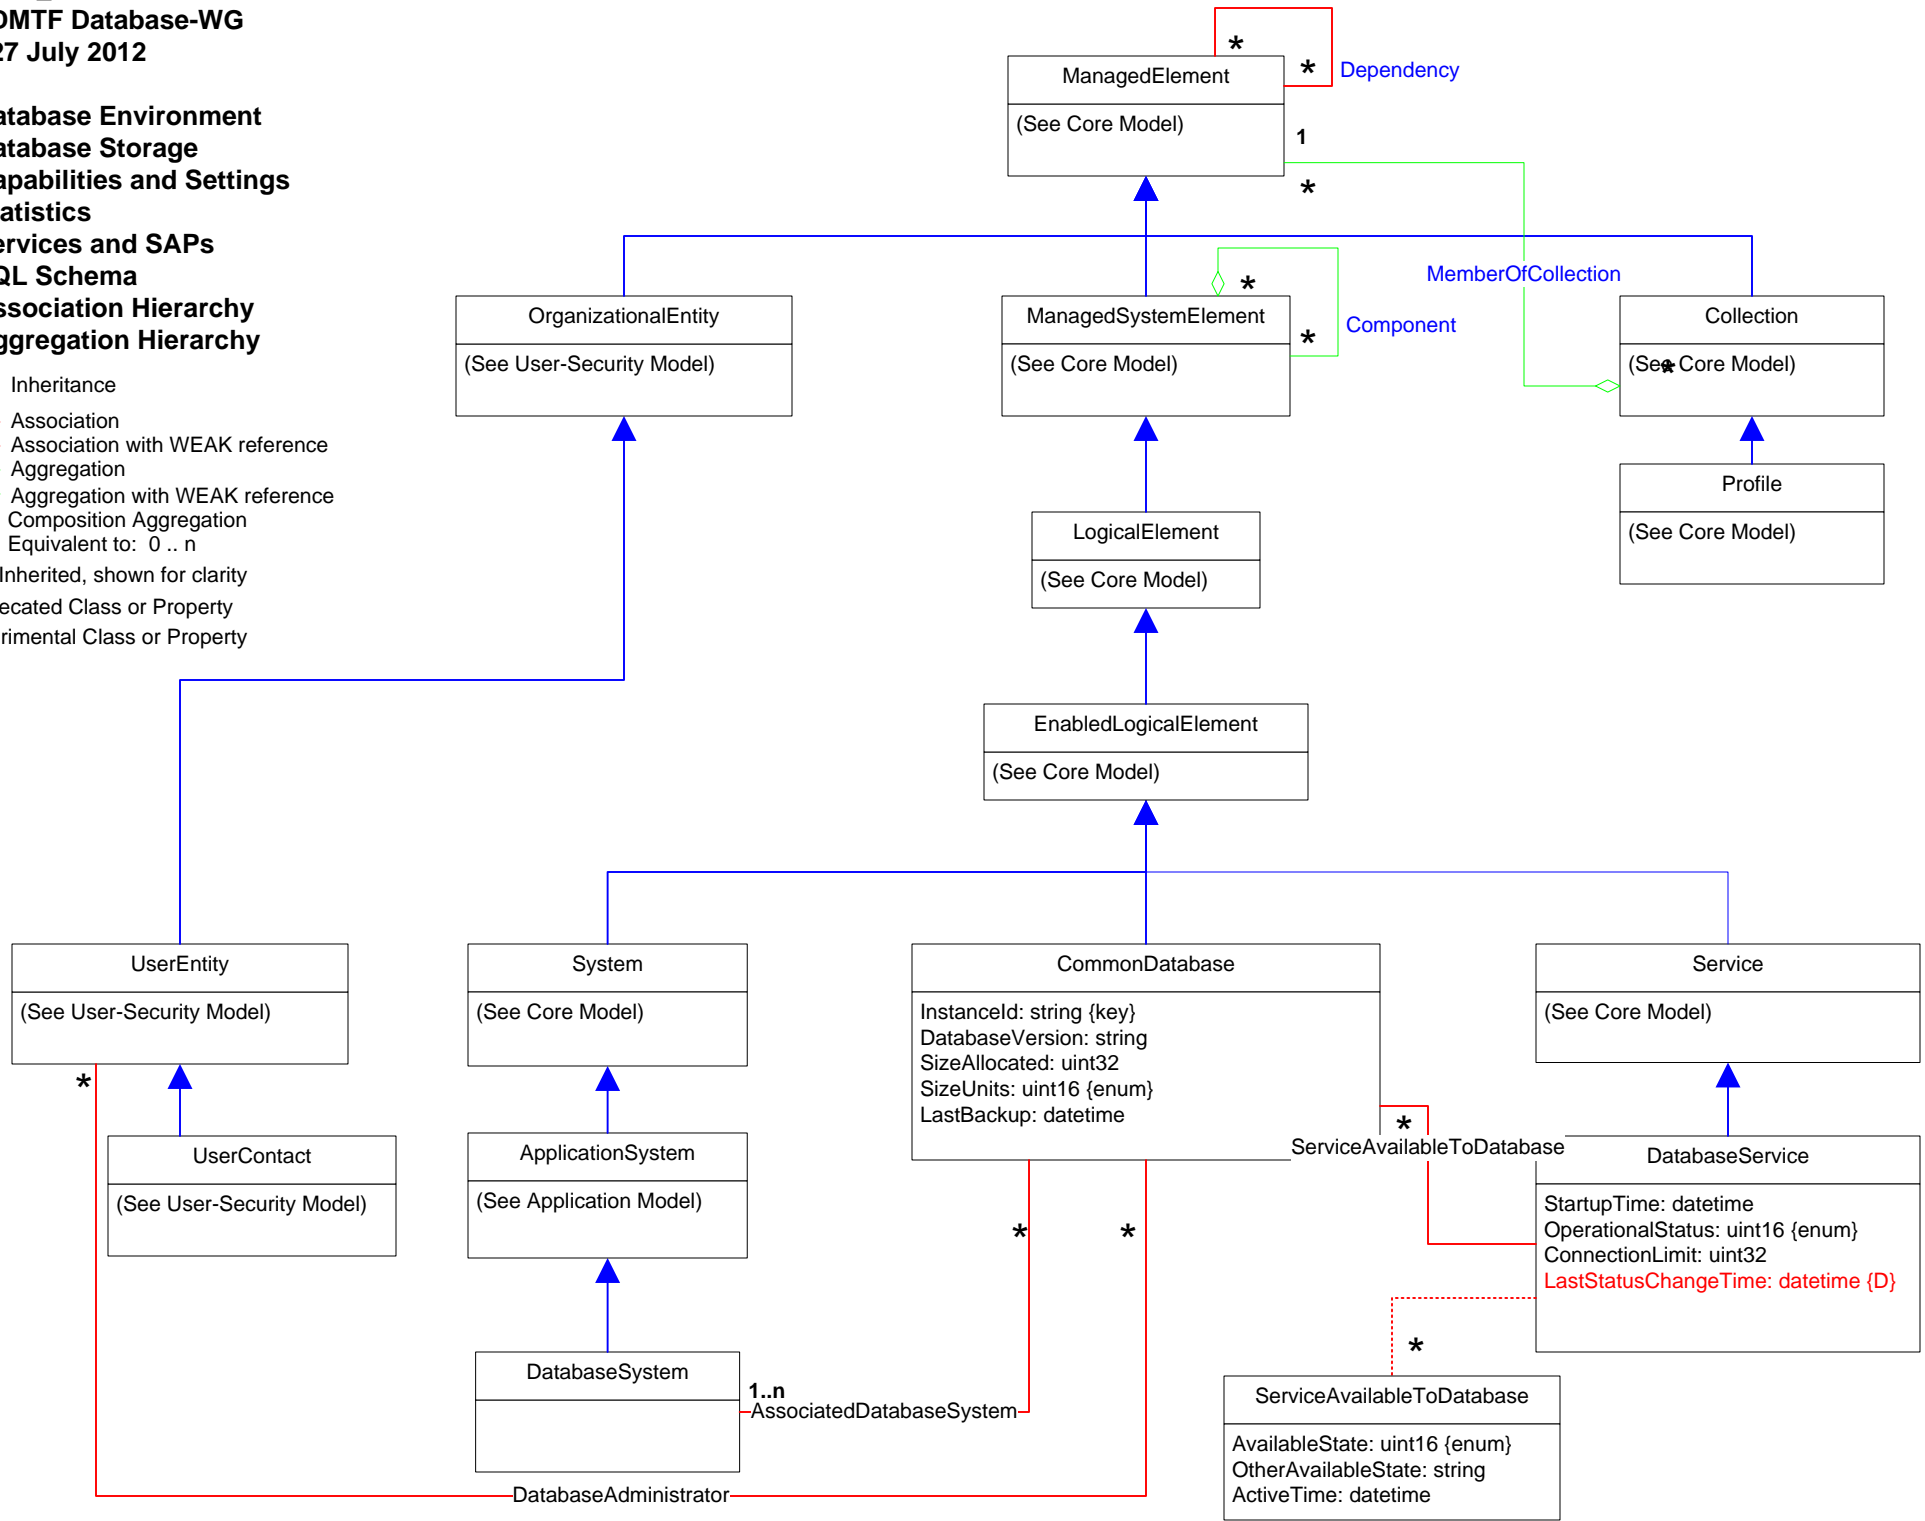 DMTF Database-WG
27 July 2012
atabase Environment
atabase Storage
apabilities and Settings
atistics
ervices and SAPs
QL Schema
ssociation Hierarchy
ggregation Hierarchy
Inheritance
Association
Association with WEAK reference
Aggregation
Aggregation with WEAK reference
Composition Aggregation
Equivalent to: 0 .. n
Inherited, shown for clarity
ecated Class or Property
rimental Class or Property
*
ManagedElement
*
Dependency
(See Core Model)
1
*
MemberOfCollection
OrganizationalEntity
(See User-Security Model)
*
ManagedSystemElement
*
Component
(See Core Model)
Collection
(See Core Model)
*
Profile
(See Core Model)
LogicalElement
(See Core Model)
EnabledLogicalElement
(See Core Model)
UserEntity
(See User-Security Model)
*
UserContact
(See User-Security Model)
System
(See Core Model)
ApplicationSystem
(See Application Model)
DatabaseSystem
1..n
AssociatedDatabaseSystem
DatabaseAdministrator
CommonDatabase
InstanceId: string {key}
DatabaseVersion: string
SizeAllocated: uint32
SizeUnits: uint16 {enum}
LastBackup: datetime
*
*
*
ServiceAvailableToDatabase
Service
(See Core Model)
DatabaseService
StartupTime: datetime
OperationalStatus: uint16 {enum}
ConnectionLimit: uint32
LastStatusChangeTime: datetime {D}
*
ServiceAvailableToDatabase
AvailableState: uint16 {enum}
OtherAvailableState: string
ActiveTime: datetime